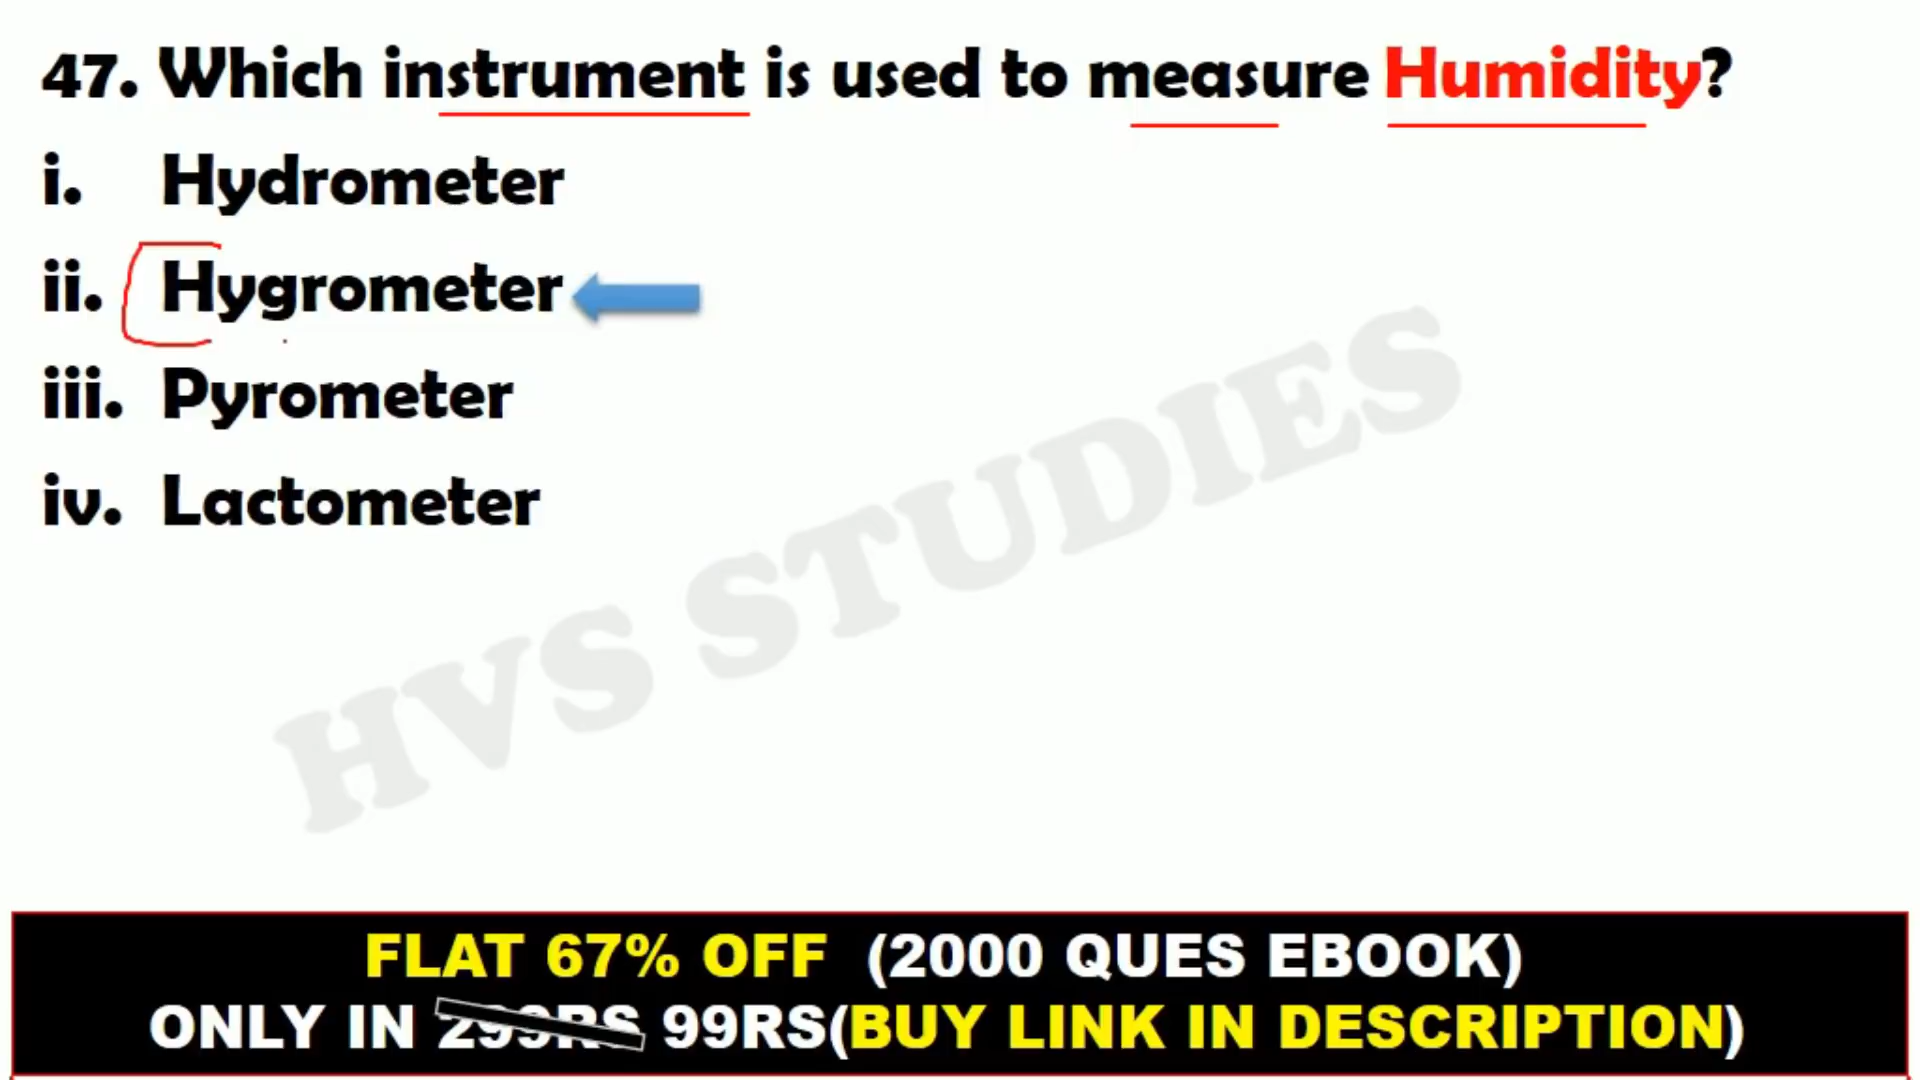 47. Which instrument is used to measure Humidity?
i. Hydrometer
ii. Hygrometer
iii. Pyrometer
iv. Lactometer
HVS STUDIES
FLAT 67% OFF (2000 QUES EBOOK)
ONLY IN 299RS 99RS(BUY LINK IN DESCRIPTION)